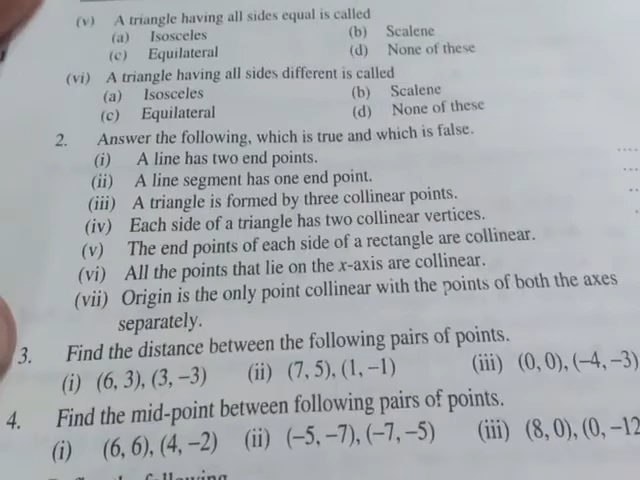 (v) A triangle having all sides equal is called
(a) Isosceles (b) Scalene
(c) Equilateral (d) None of these
(vi) A triangle having all sides different is called
(a) Isosceles (b) Scalene
(c) Equilateral (d) None of these
2. Answer the following, which is true and which is false.
(i) A line has two end points.
(ii) A line segment has one end point.
(iii) A triangle is formed by three collinear points.
(iv) Each side of a triangle has two collinear vertices.
(v) The end points of each side of a rectangle are collinear.
(vi) All the points that lie on the x-axis are collinear.
(vii) Origin is the only point collinear with the points of both the axes
separately.
3. Find the distance between the following pairs of points.
(i) (6, 3), (3, –3) (ii) (7, 5), (1, –1) (iii) (0, 0), (–4, –3)
4. Find the mid-point between following pairs of points.
(i) (6, 6), (4, –2) (ii) (–5, –7), (–7, –5) (iii) (8, 0), (0, –12
following